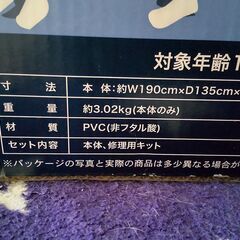 対象年齢1
寸法 本体:約W190cm×D135cm×
重量 約3.02kg(本体のみ)
材質 PVC(非フタル酸)
セット内容 本体、修理用キット
※パッケージの写真と実際の商品は多少異なる場合が